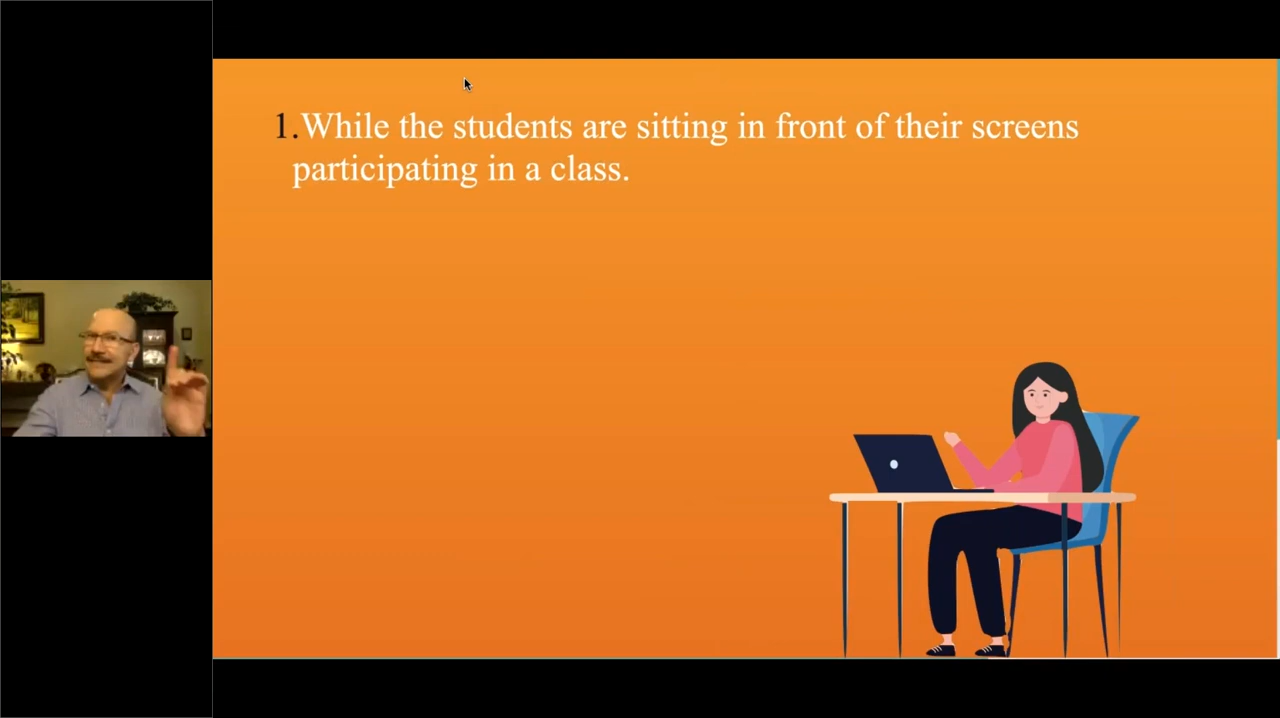 1.While the students are sitting in front of their screens
participating in a class.